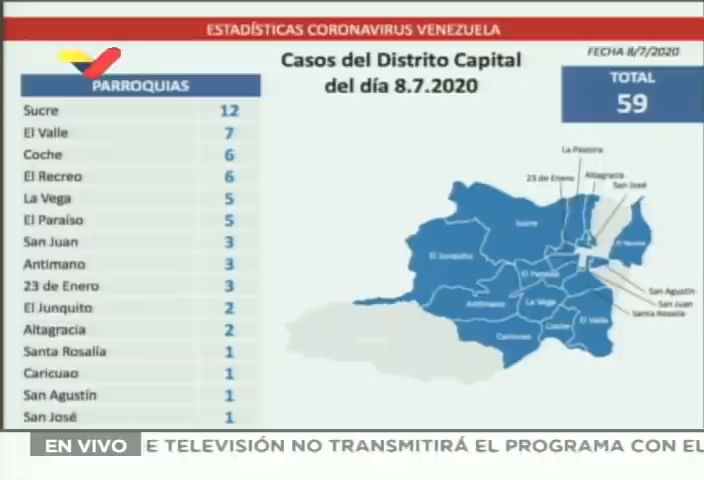 ESTADÍSTICAS CORONAVIRUS VENEZUELA
FECHA 8/7/2020
Casos del Distrito Capital
del día 8.7.2020
TOTAL
59
PARROQUIAS
Sucre 12
El Valle 7
Coche 6
El Recreo 6
La Vega 5
El Paraíso 5
San Juan 3
Antimano 3
23 de Enero 3
El Junquito 2
Altagracia 2
Santa Rosalía 1
Caricuao 1
San Agustín 1
San José 1
La Pastora
23 de Enero
Altagracia
San José
Sucre
El Recreo
El Junquito
El Paraíso
San Agustín
San Juan
Santa Rosalía
Antimano
La Vega
El Valle
Coche
Caricuao
EN VIVO E TELEVISIÓN NO TRANSMITIRÁ EL PROGRAMA CON EL